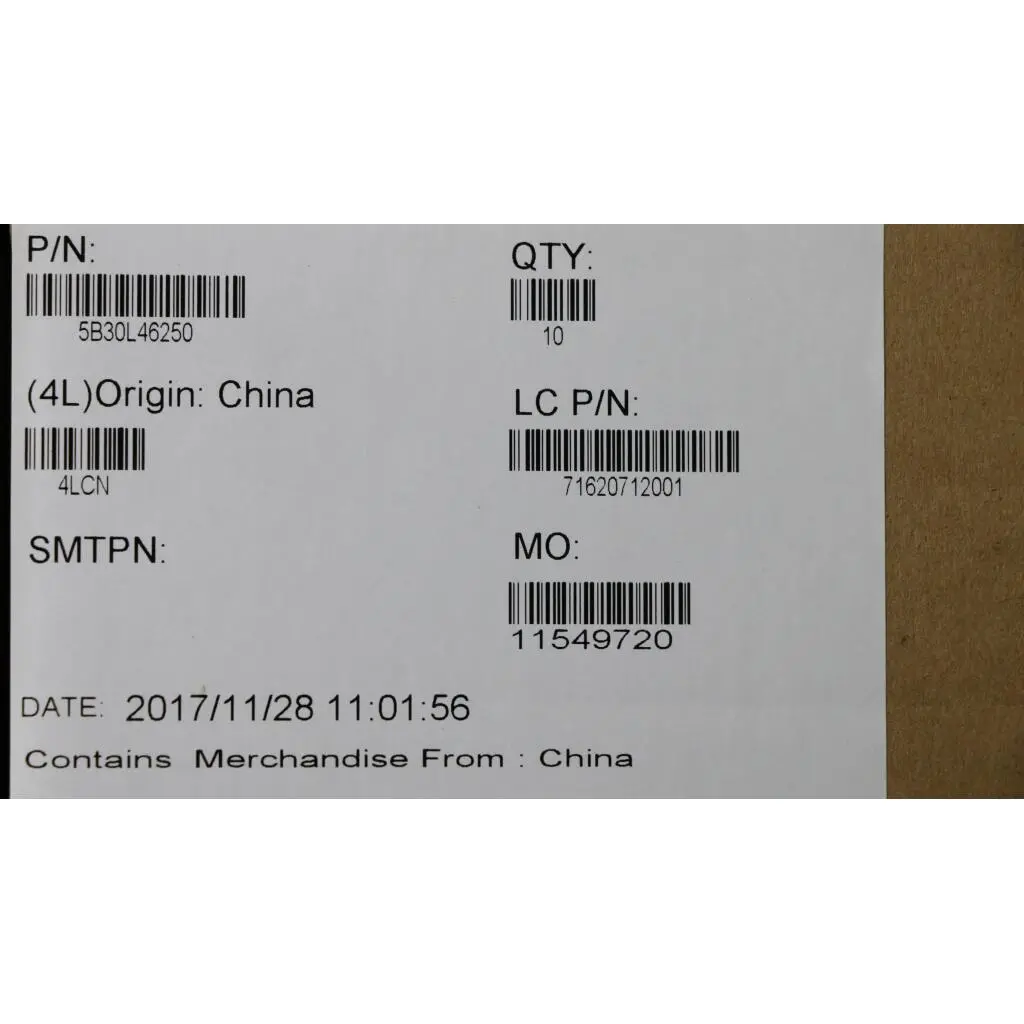 P/N:
5B30L46250
QTY:
10
(4L)Origin: China
4LCN
LC P/N:
71620712001
SMTPN:
MO:
11549720
DATE: 2017/11/28 11:01:56
Contains Merchandise From : China